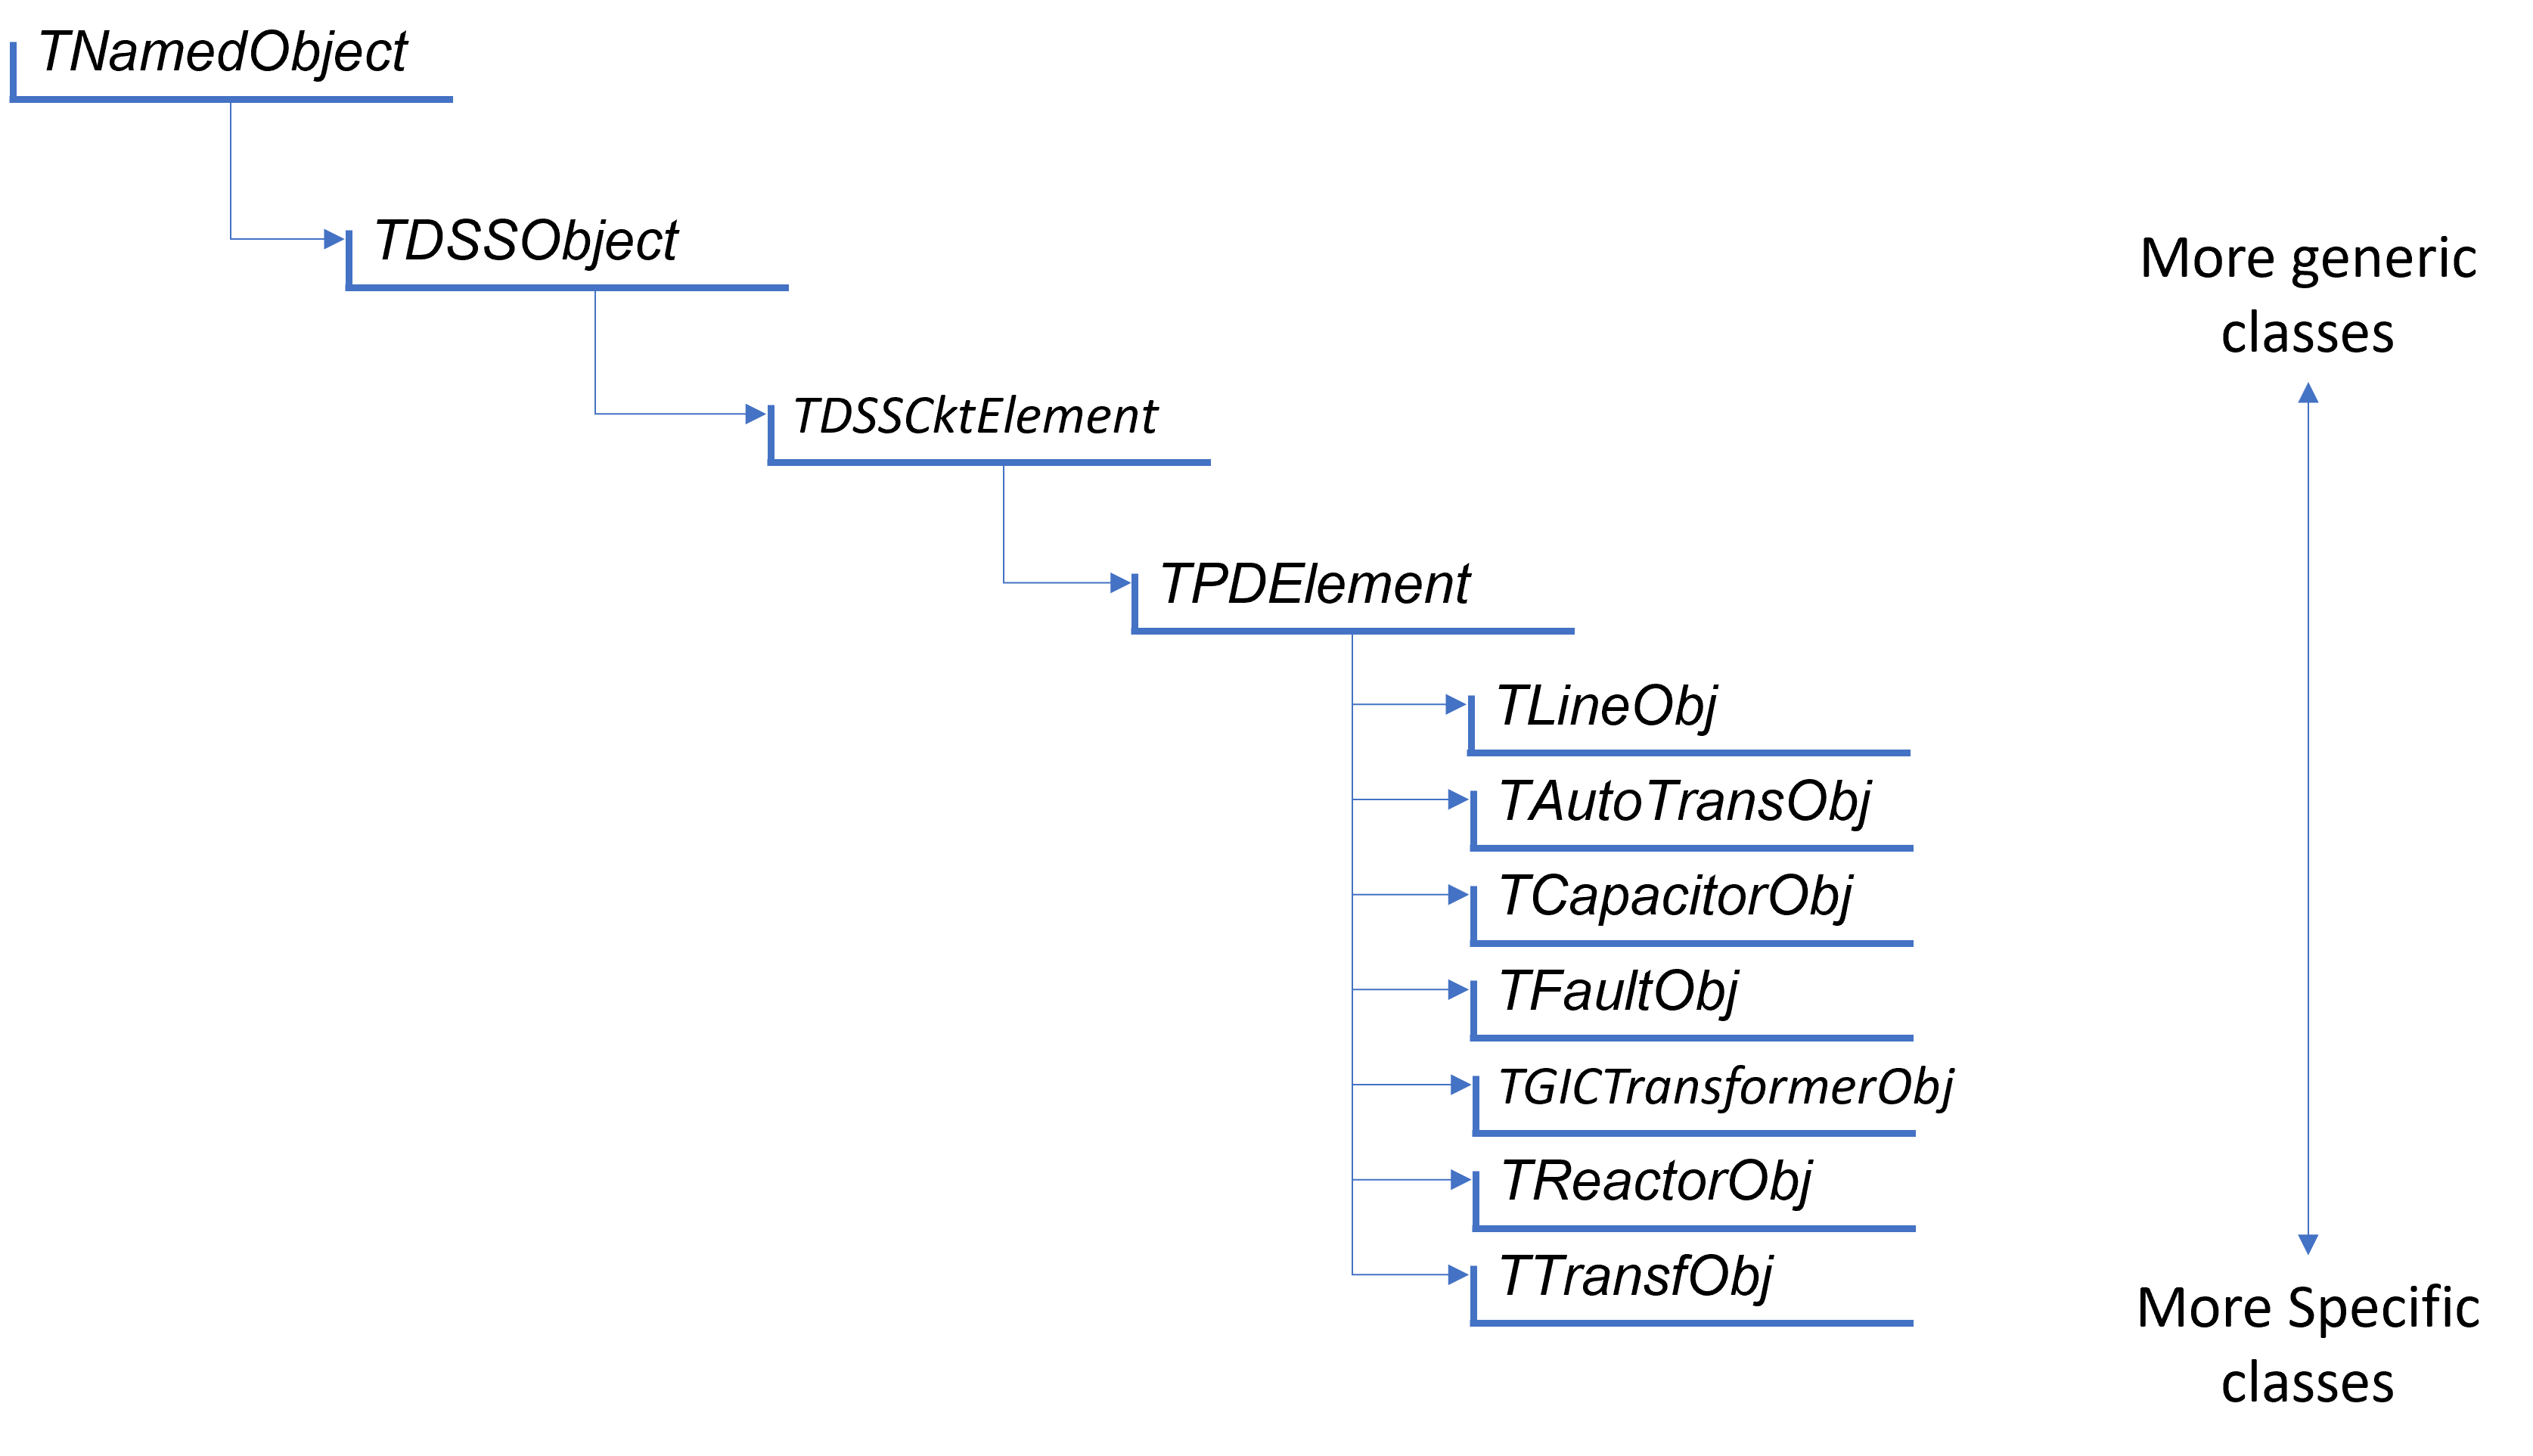 TNamedObject
TDSSObject
TDSSCktElement
TPDElement
TLineObj
TAutoTransObj
TCapacitorObj
TFaultObj
TGICTransformerObj
TReactorObj
TTransfObj
More generic
classes
More Specific
classes